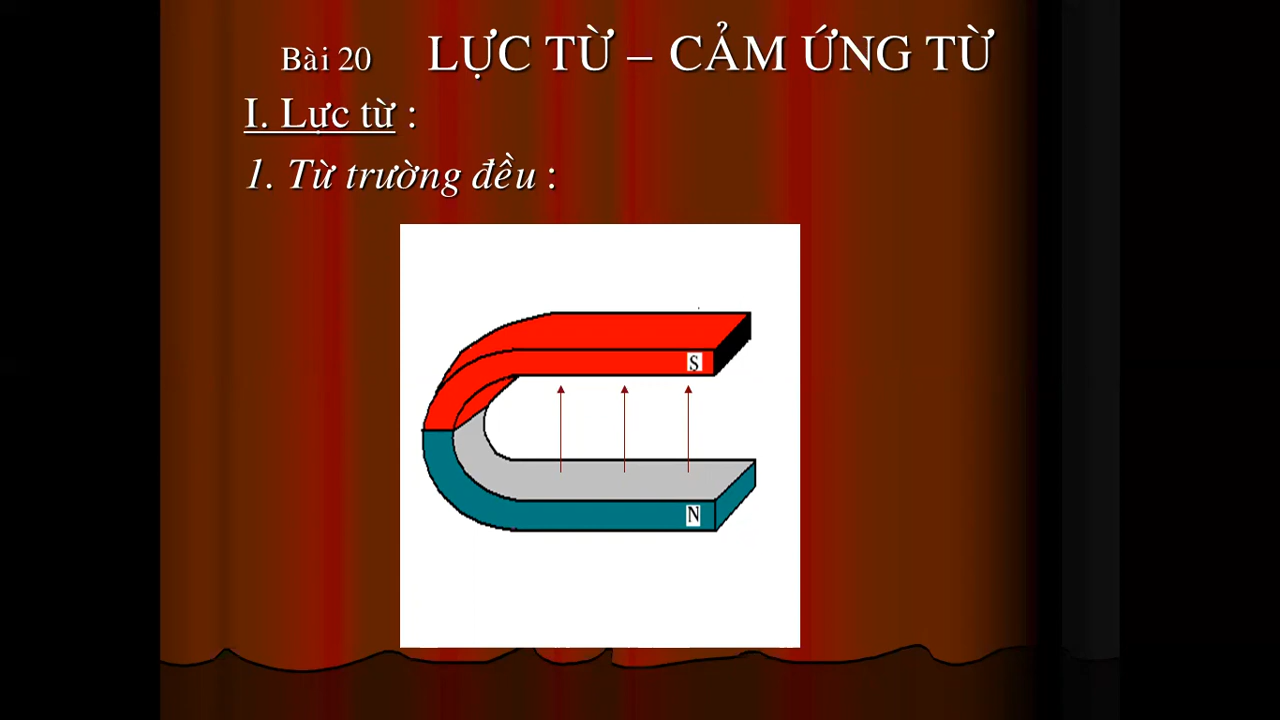 Bài 20 LỰC TỪ – CẢM ỨNG TỪ
I. Lực từ :
1. Từ trường đều :
S
N